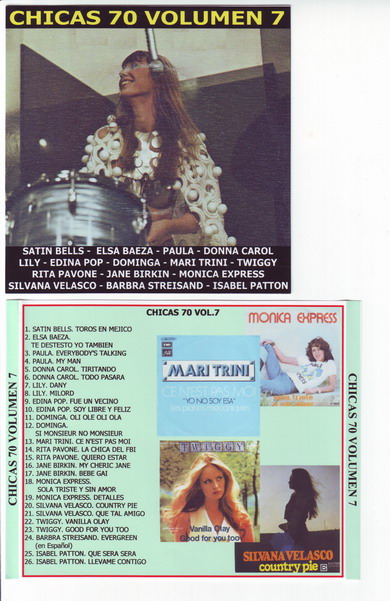 CHICAS 70 VOLUMEN 7
SATIN BELLS - ELSA BAEZA - PAULA - DONNA CAROL
LILY - EDINA POP - DOMINGA - MARI TRINI - TWIGGY
RITA PAVONE - JANE BIRKIN - MONICA EXPRESS
SILVANA VELASCO - BARBRA STREISAND - ISABEL PATTON
CHICAS 70 VOL.7
CHICAS 70 VOLUMEN 7
1. SATIN BELLS. TOROS EN MEJICO
2. ELSA BAEZA.
TE DETESTO YO TAMBIEN
3. PAULA. EVERYBODY'S TALKING
4. PAULA. MY MAN
5. DONNA CAROL. TIRITANDO
6. DONNA CAROL. TODO PASARA
7. LILY. DANY
8. LILY. MILORD
9. EDINA POP. FUE UN VECINO
10. EDINA POP. SOY LIBRE Y FELIZ
11. DOMINGA. OLI OLE OLI OLA
12. DOMINGA.
SI MONSIEUR NO MONSIEUR
13. MARI TRINI. CE N'EST PAS MOI
14. RITA PAVONE. LA CHICA DEL FBI
15. RITA PAVONE. QUIERO ESTAR
16. JANE BIRKIN. MY CHERIC JANE
17. JANE BIRKIN. BEBE GAI
18. MONICA EXPRESS.
SOLA TRISTE Y SIN AMOR
19. MONICA EXPRESS. DETALLES
20. SILVANA VELASCO. COUNTRY PIE
21. SILVANA VELASCO. QUE TAL AMIGO
22. TWIGGY. VANILLA OLAY
23. TWIGGY. GOOD FOR YOU TOO
24. BARBRA STREISAND. EVERGREEN
(en Español)
25. ISABEL PATTON. QUE SERA SERA
26. ISABEL PATTON. LLEVAME CONTIGO
EMI
MARI TRINI
CE N'EST PAS MOI
"YO NO SOY ESA"
MONICA EXPRESS
TWIGGY
Vanilla Olay
Good for you too
SILVANA VELASCO
country pie
CHICAS 70 VOLUMEN 7